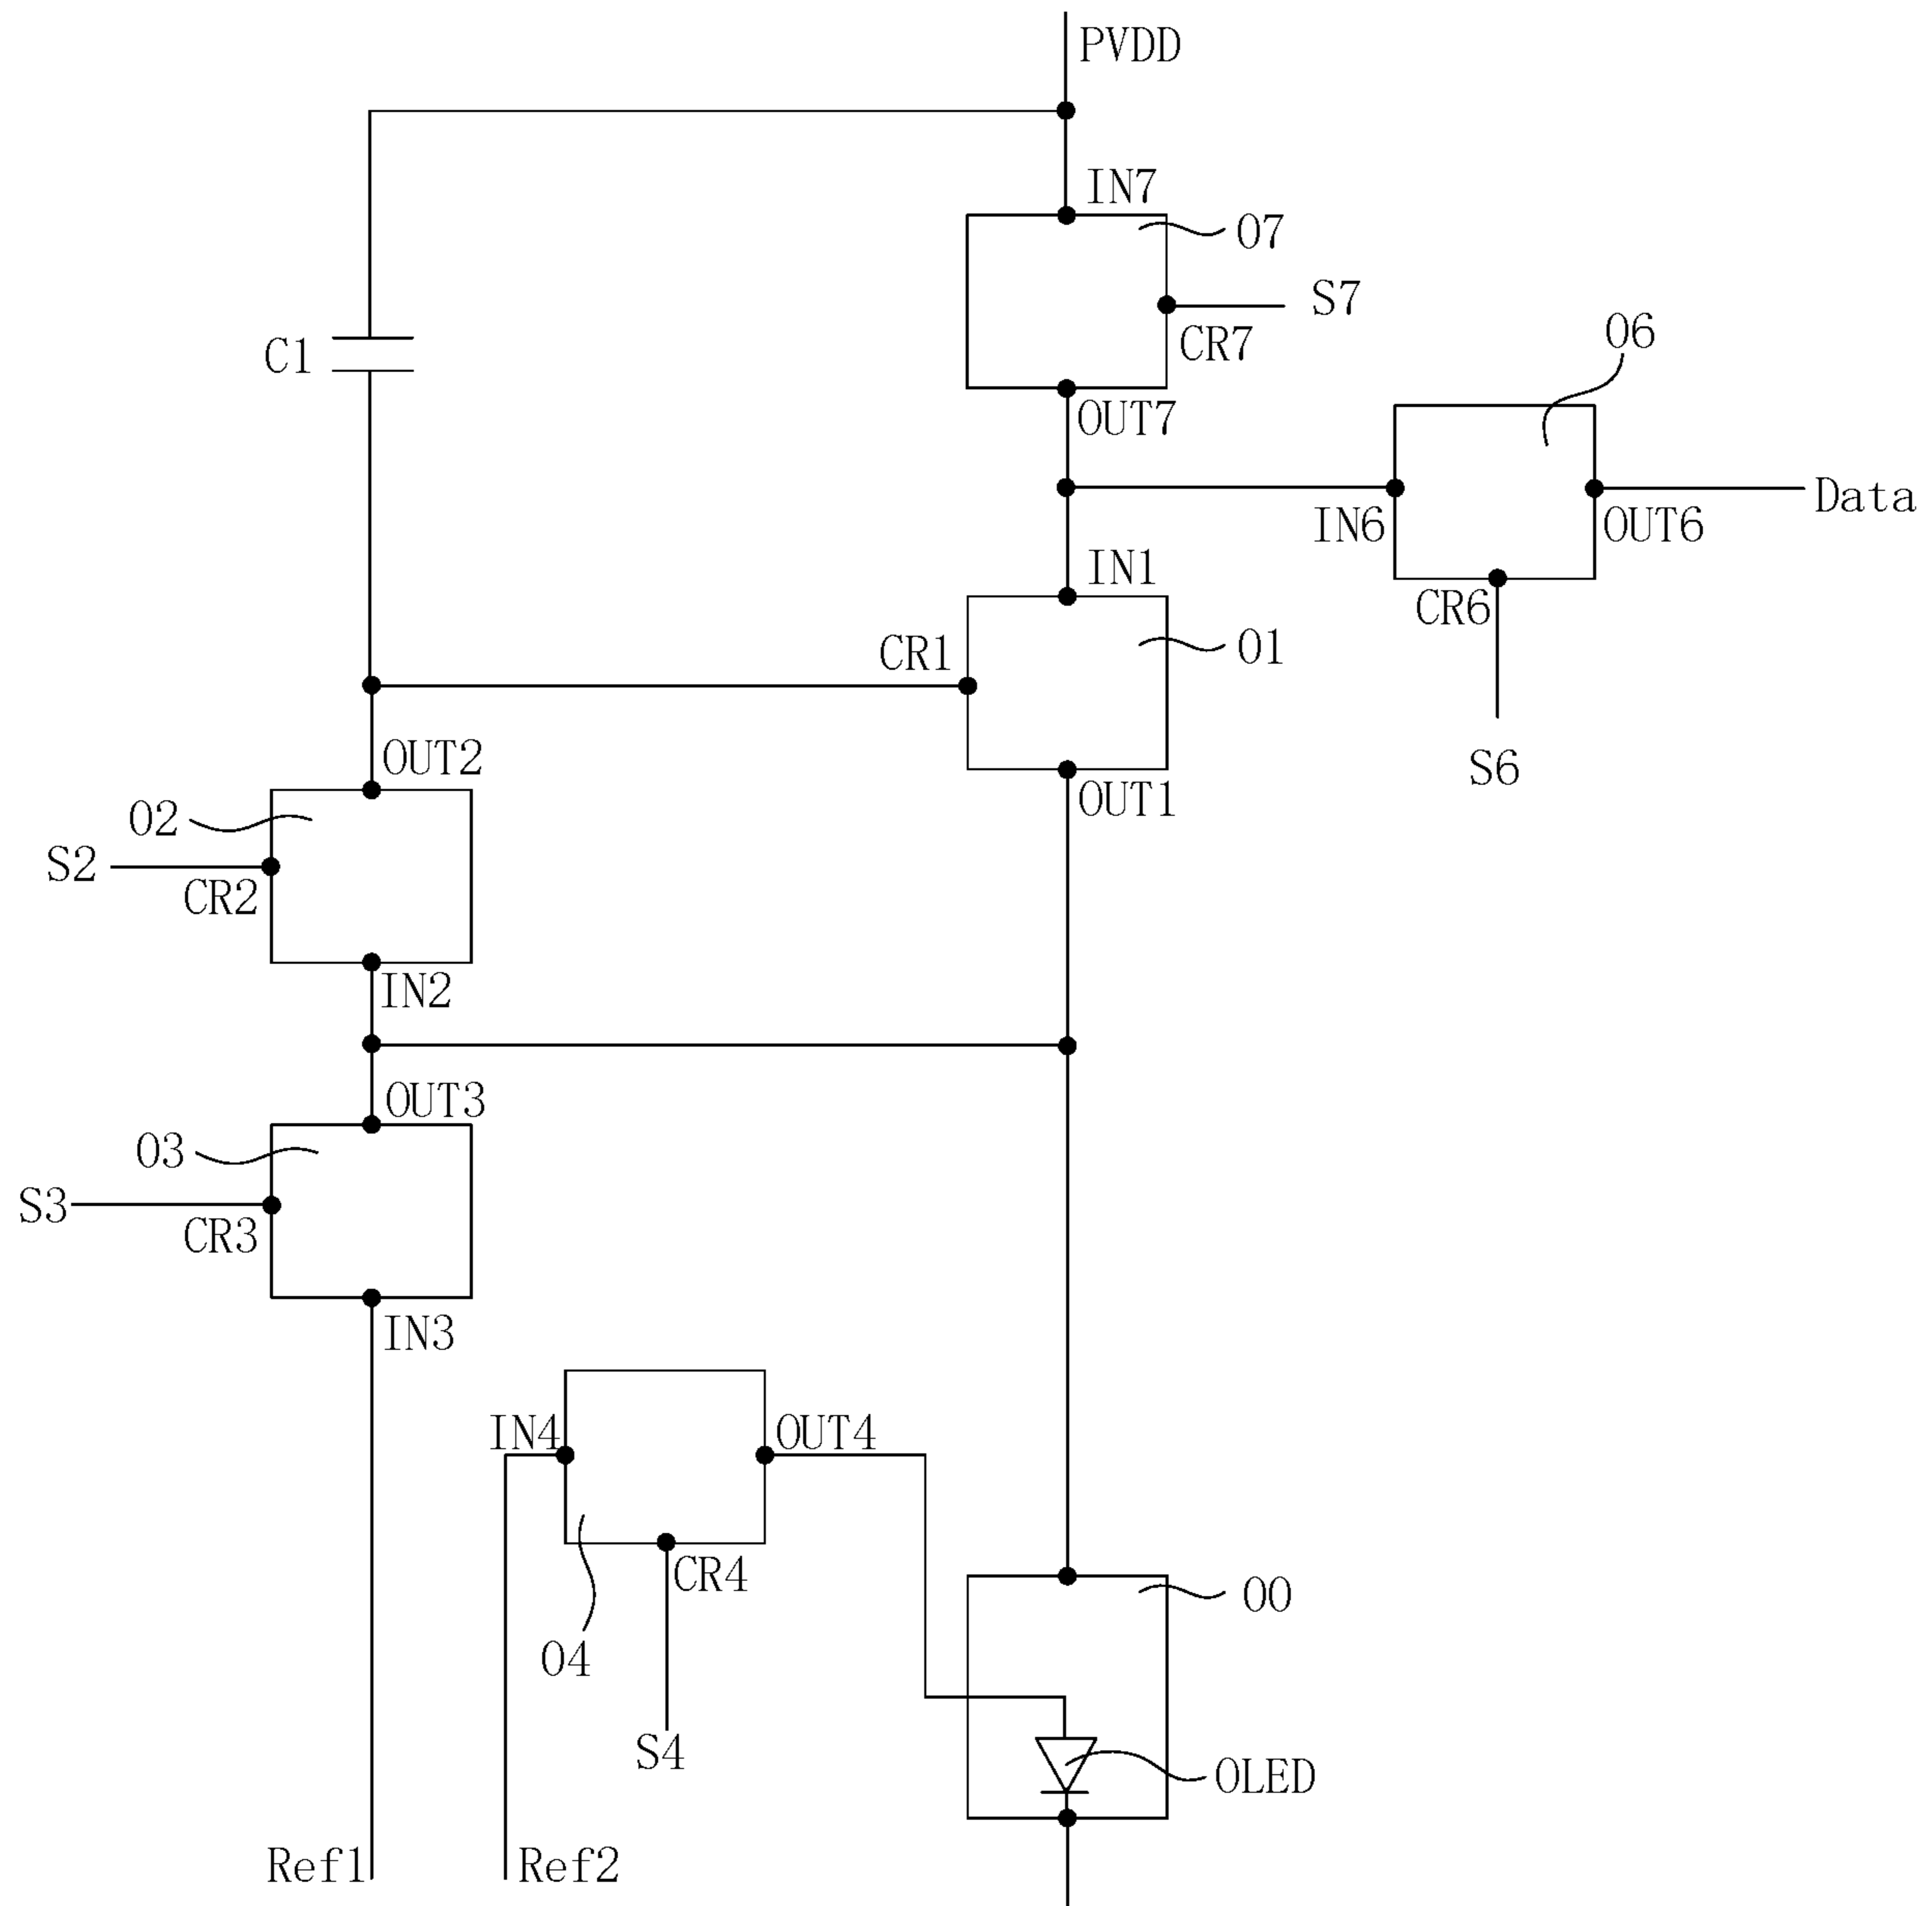 PVDD
IN7
07
S7
CR7
06
C1
OUT7
Data
IN6
OUT6
IN1
CR6
CR1
01
OUT2
S6
OUT1
02
S2
CR2
IN2
OUT3
03
S3
CR3
IN3
IN4
OUT4
CR4
00
04
S4
OLED
Ref1
Ref2